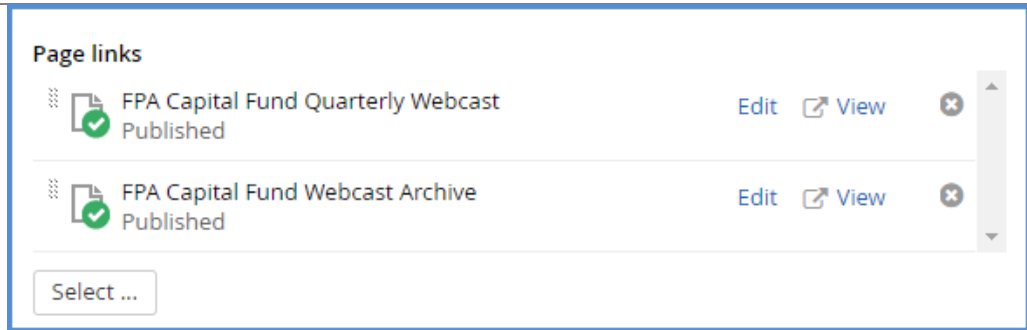 Page links
FPA Capital Fund Quarterly Webcast
Published
Edit View
FPA Capital Fund Webcast Archive
Published
Edit View
Select ...